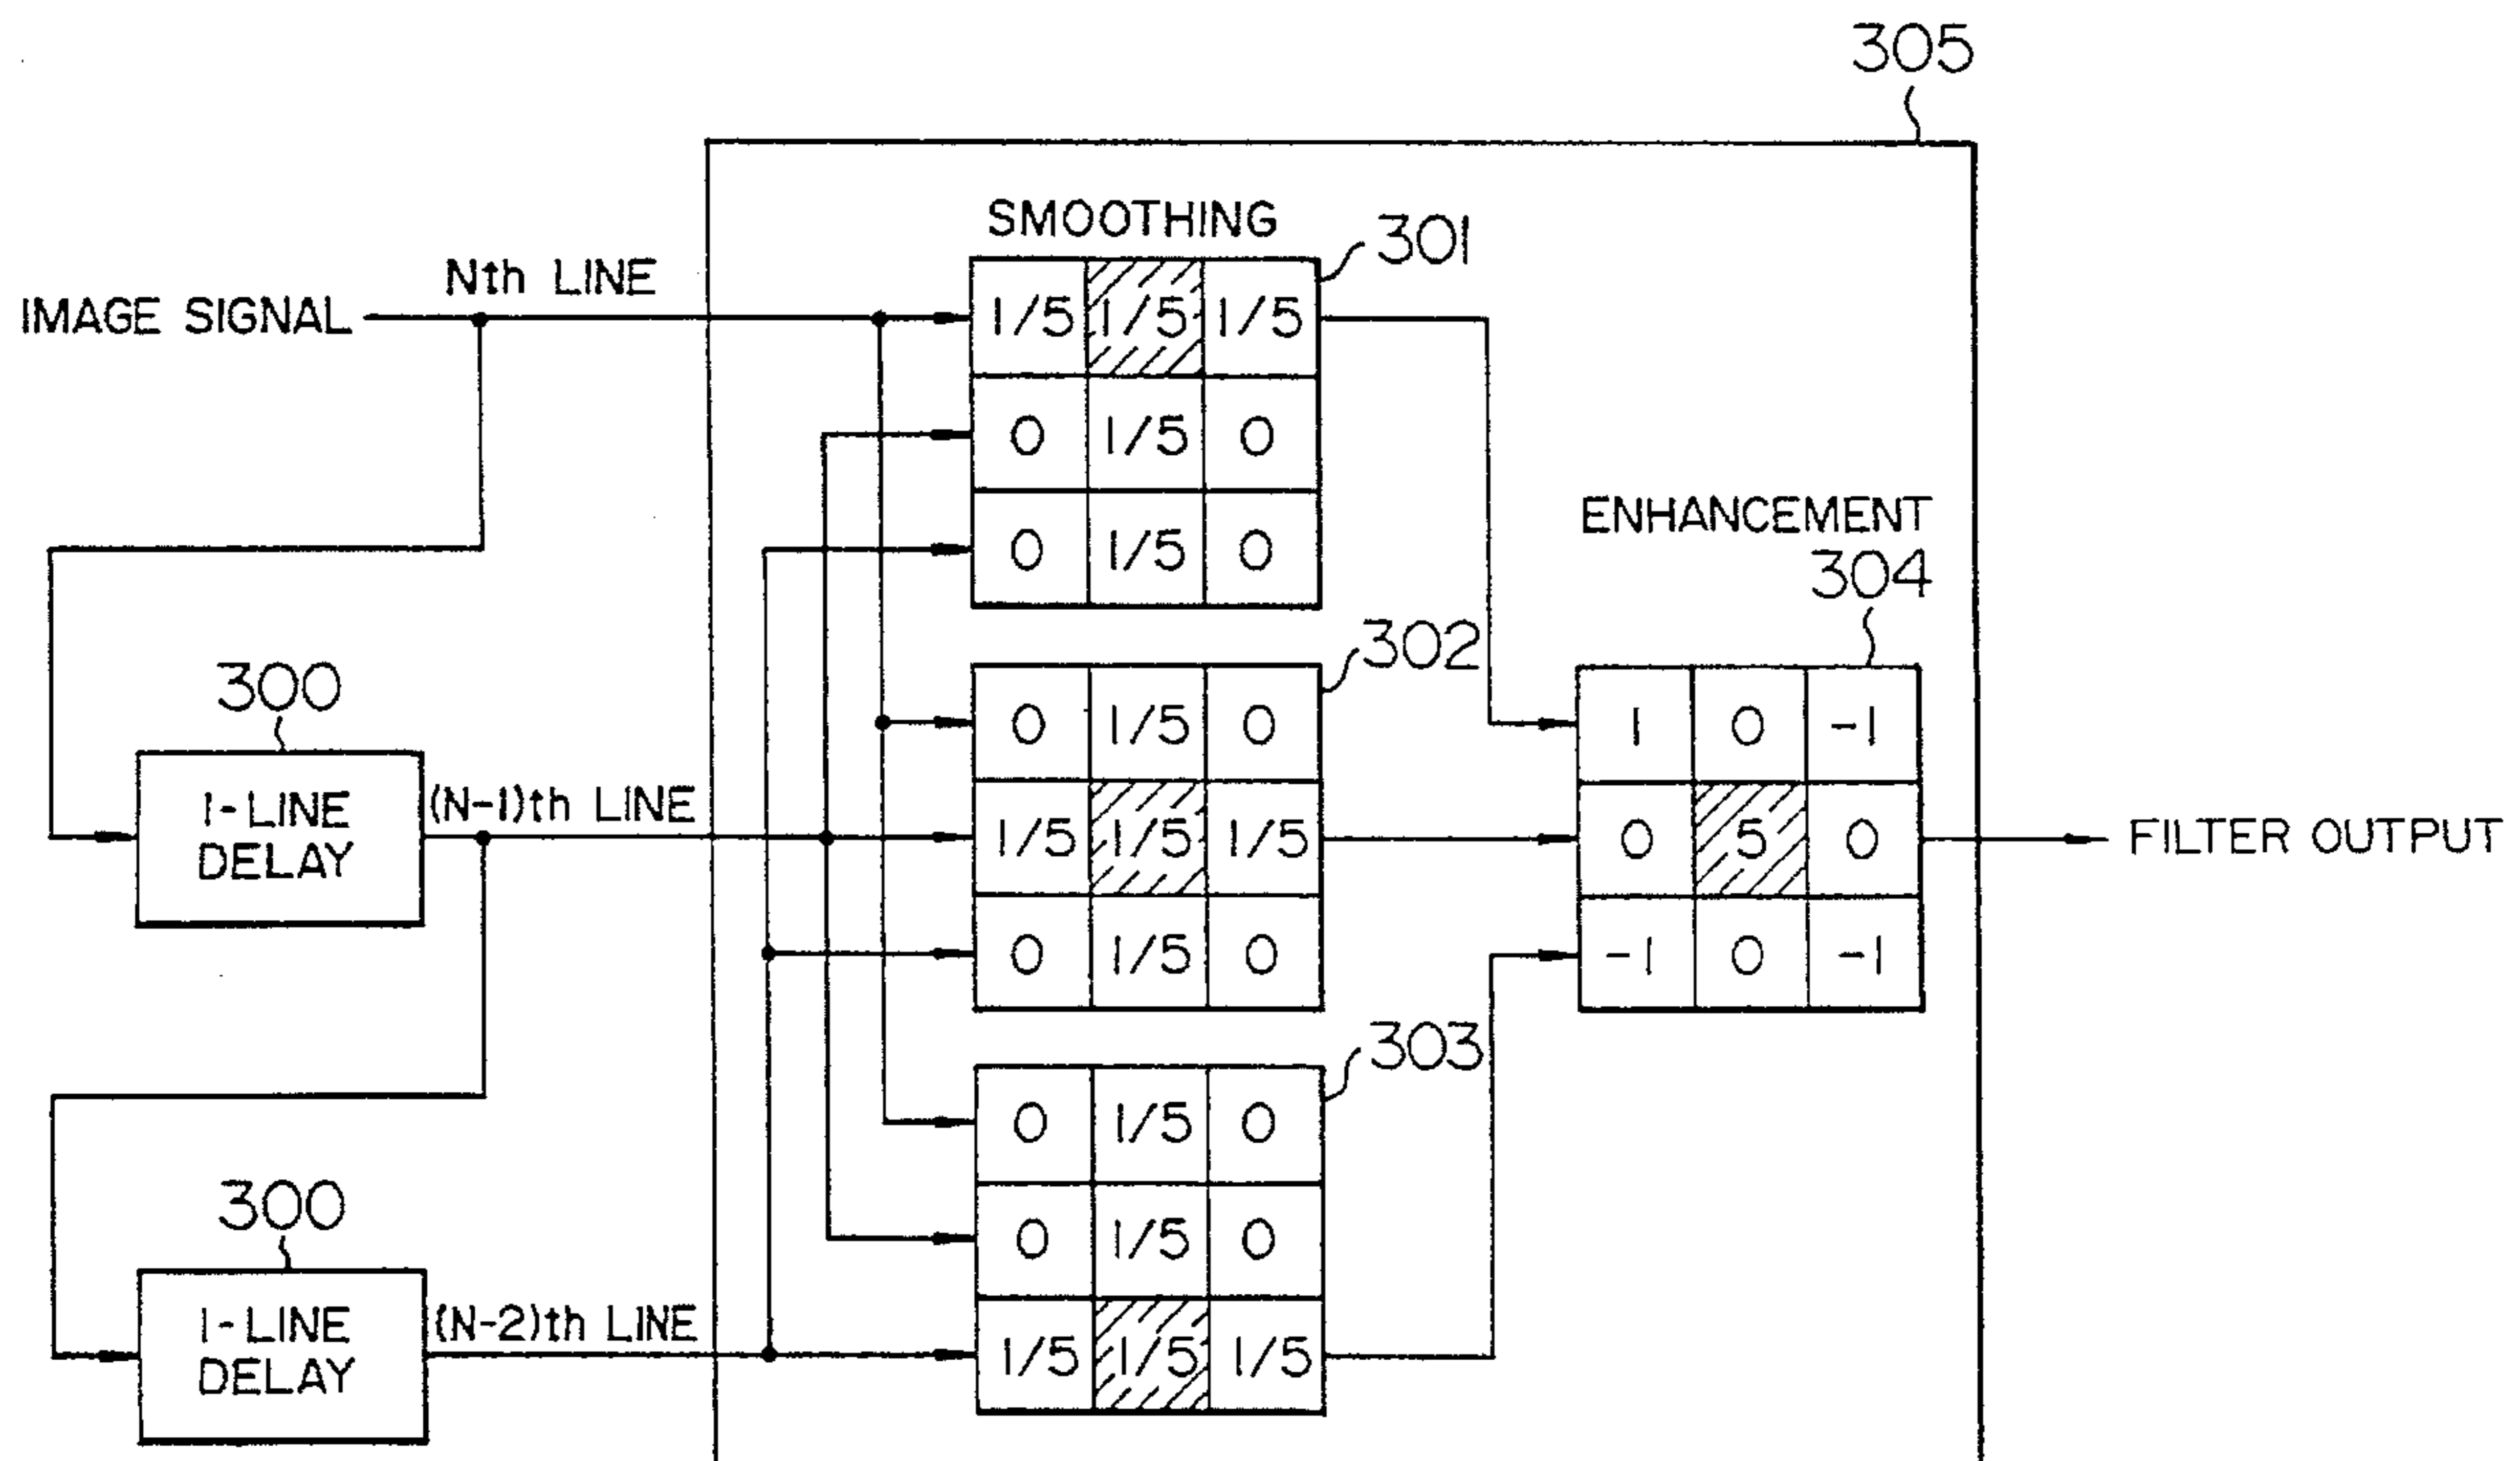 305
SMOOTHING
301
Nth LINE
IMAGE SIGNAL
1/5 1/5 1/5
0 1/5 0
0 1/5 0
ENHANCEMENT
304
302
300
0 1/5 0
1/5 1/5 1/5
0 1/5 0
1 0 -1
0 5 0
-1 0 -1
1-LINE
DELAY
(N-1)th LINE
FILTER OUTPUT
303
0 1/5 0
0 1/5 0
1/5 1/5 1/5
300
1-LINE
DELAY
(N-2)th LINE